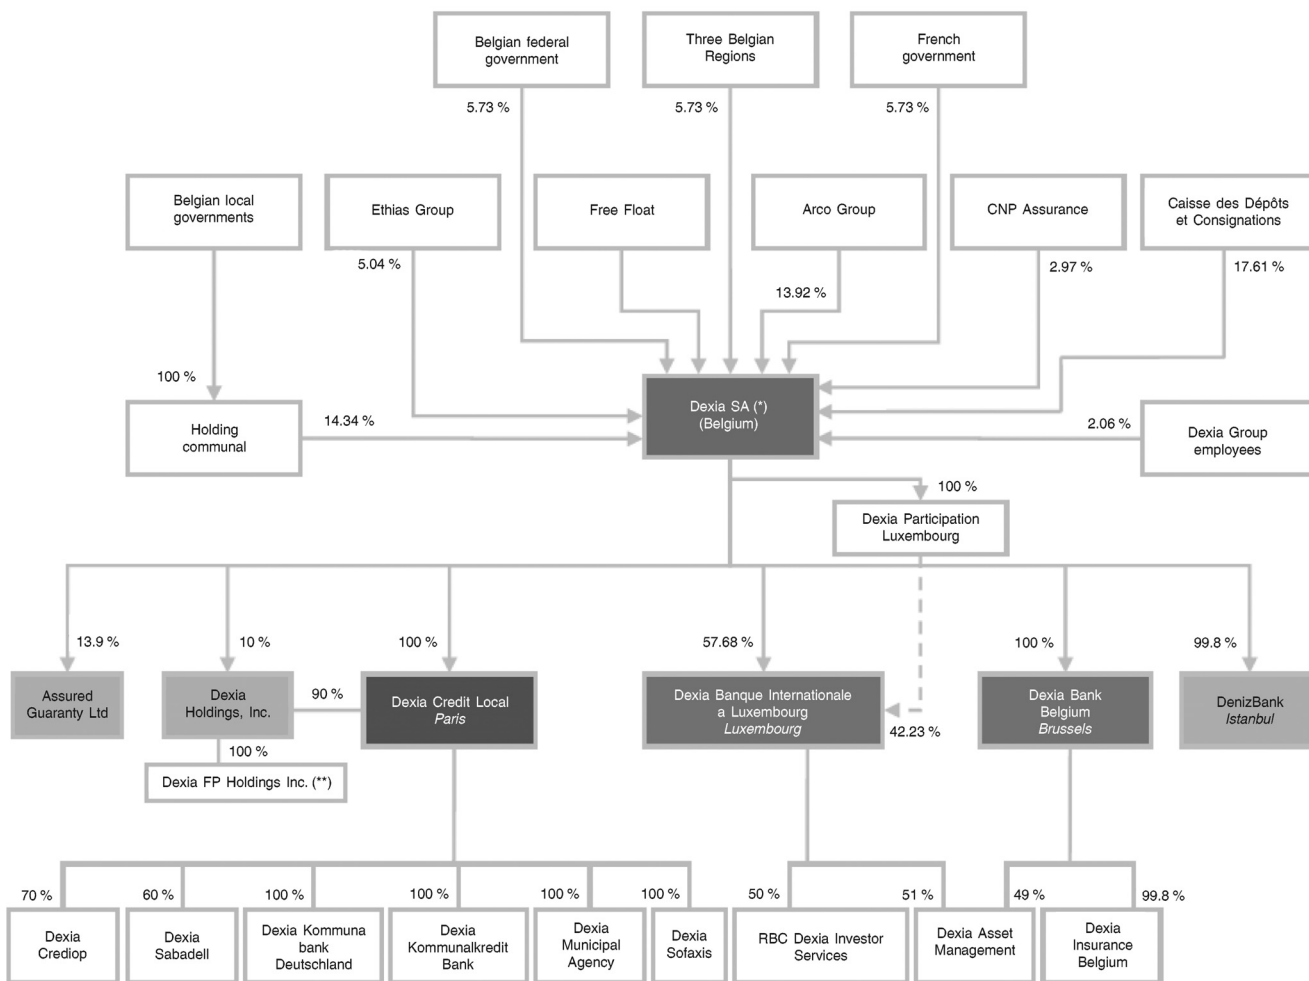 Belgian federal
government
Three Belgian
Regions
French
government
5.73 %
5.73 %
5.73 %
Belgian local
governments
Ethias Group
Free Float
Arco Group
CNP Assurance
Caisse des Dépôts
et Consignations
5.04 %
13.92 %
2.97 %
17.61 %
100 %
Holding
communal
14.34 %
Dexia SA (*)
(Belgium)
2.06 %
Dexia Group
employees
100 %
Dexia Participation
Luxembourg
13.9 %
10 %
100 %
57.68 %
100 %
99.8 %
Assured
Guaranty Ltd
Dexia
Holdings, Inc.
90 %
Dexia Credit Local
Paris
Dexia Banque Internationale
a Luxembourg
Luxembourg
42.23 %
Dexia Bank
Belgium
Brussels
DenizBank
Istanbul
100 %
Dexia FP Holdings Inc. (**)
70 %
60 %
100 %
100 %
100 %
100 %
50 %
51 %
49 %
99.8 %
Dexia
Crediop
Dexia
Sabadell
Dexia Kommuna
bank
Deutschland
Dexia
Kommunalkredit
Bank
Dexia
Municipal
Agency
Dexia
Sofaxis
RBC Dexia Investor
Services
Dexia Asset
Management
Dexia
Insurance
Belgium